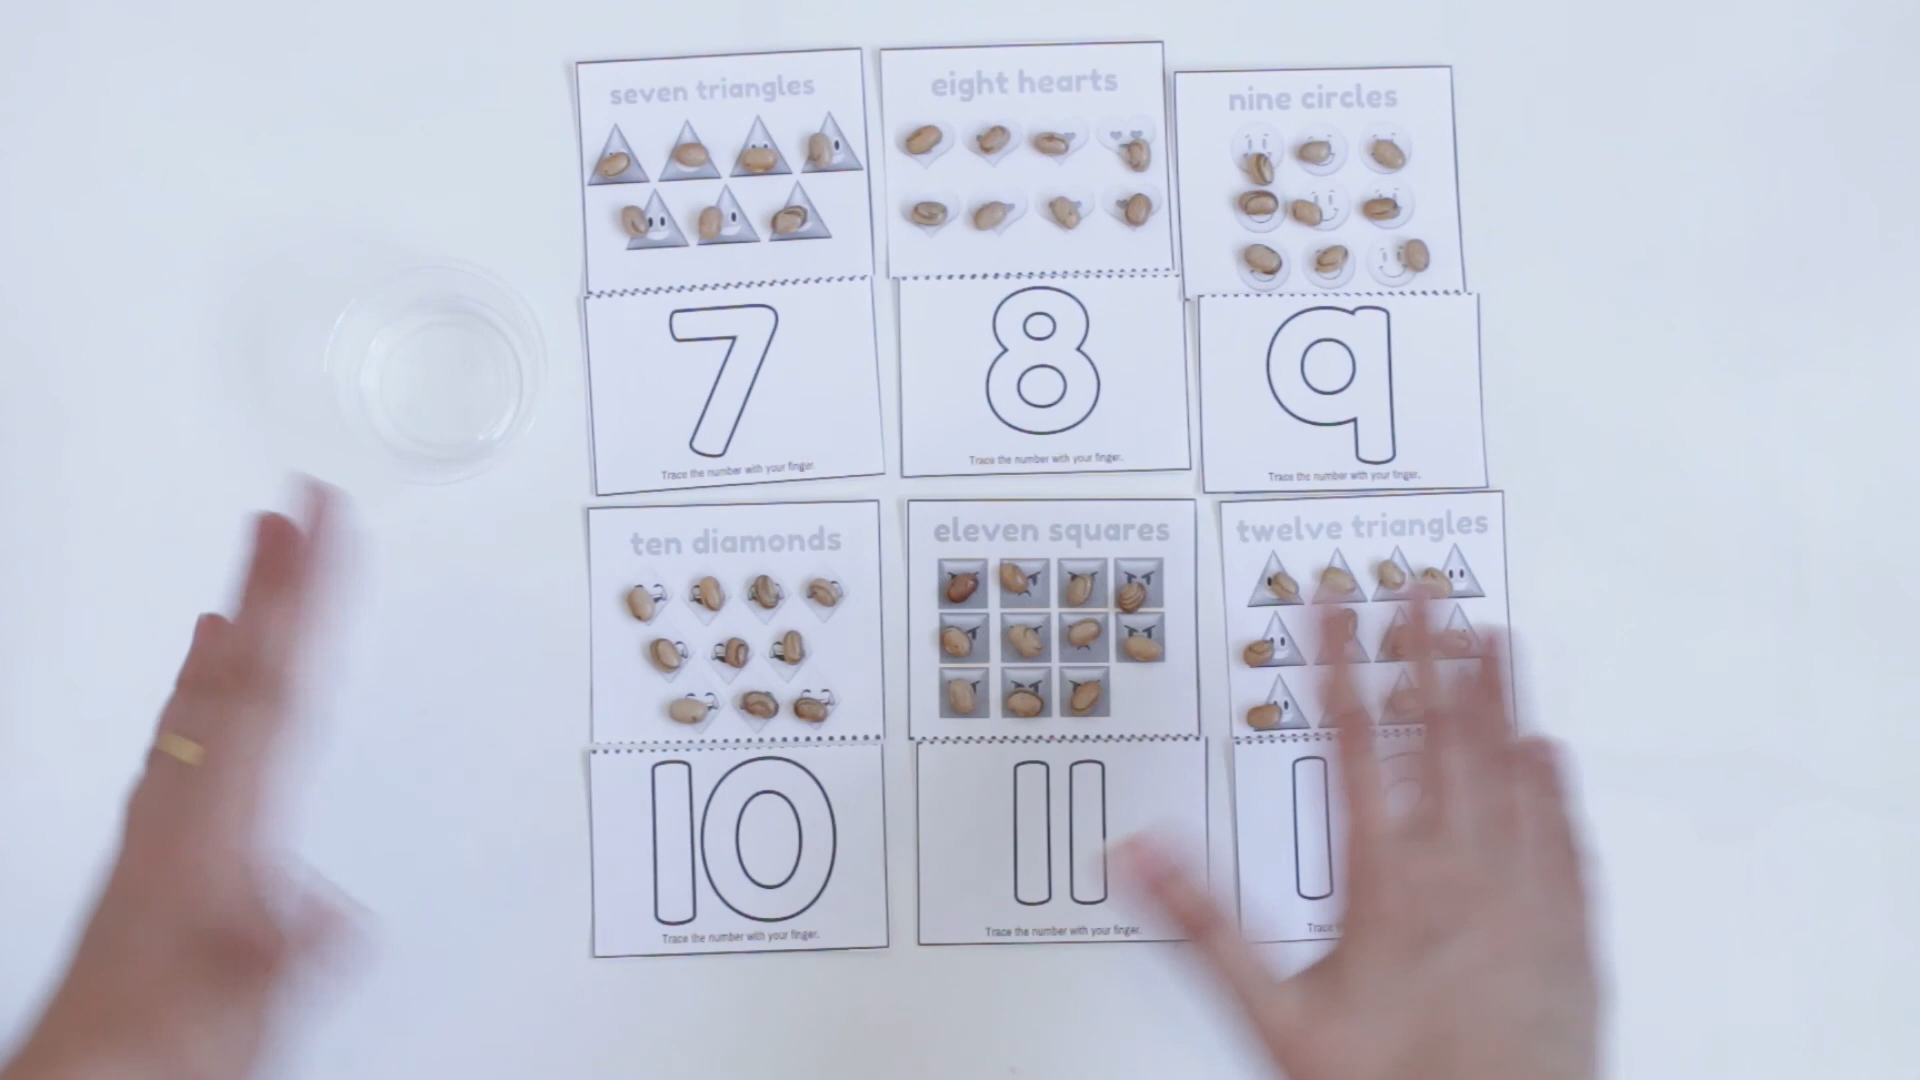 seven triangles
eight hearts
nine circles
7
8
9
Trace the number with your finger.
Trace the number with your finger.
Trace the number with your finger.
ten diamonds
eleven squares
twelve triangles
10
11
1
Trace the number with your finger.
Trace the number with your finger.